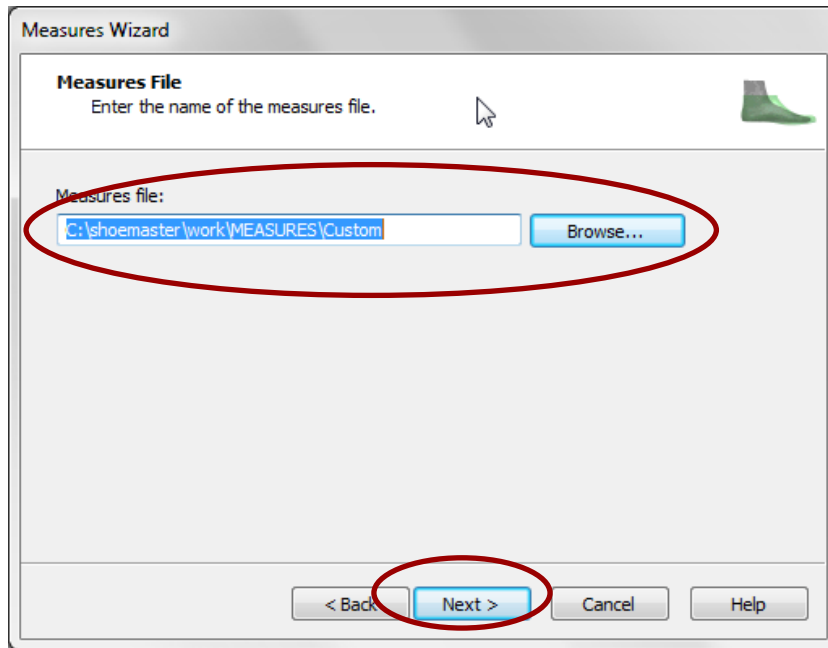 Measures Wizard
Measures File
Enter the name of the measures file.
Measures file:
C:\shoemaster\work\MEASURES\Custom
Browse...
< Back
Next >
Cancel
Help